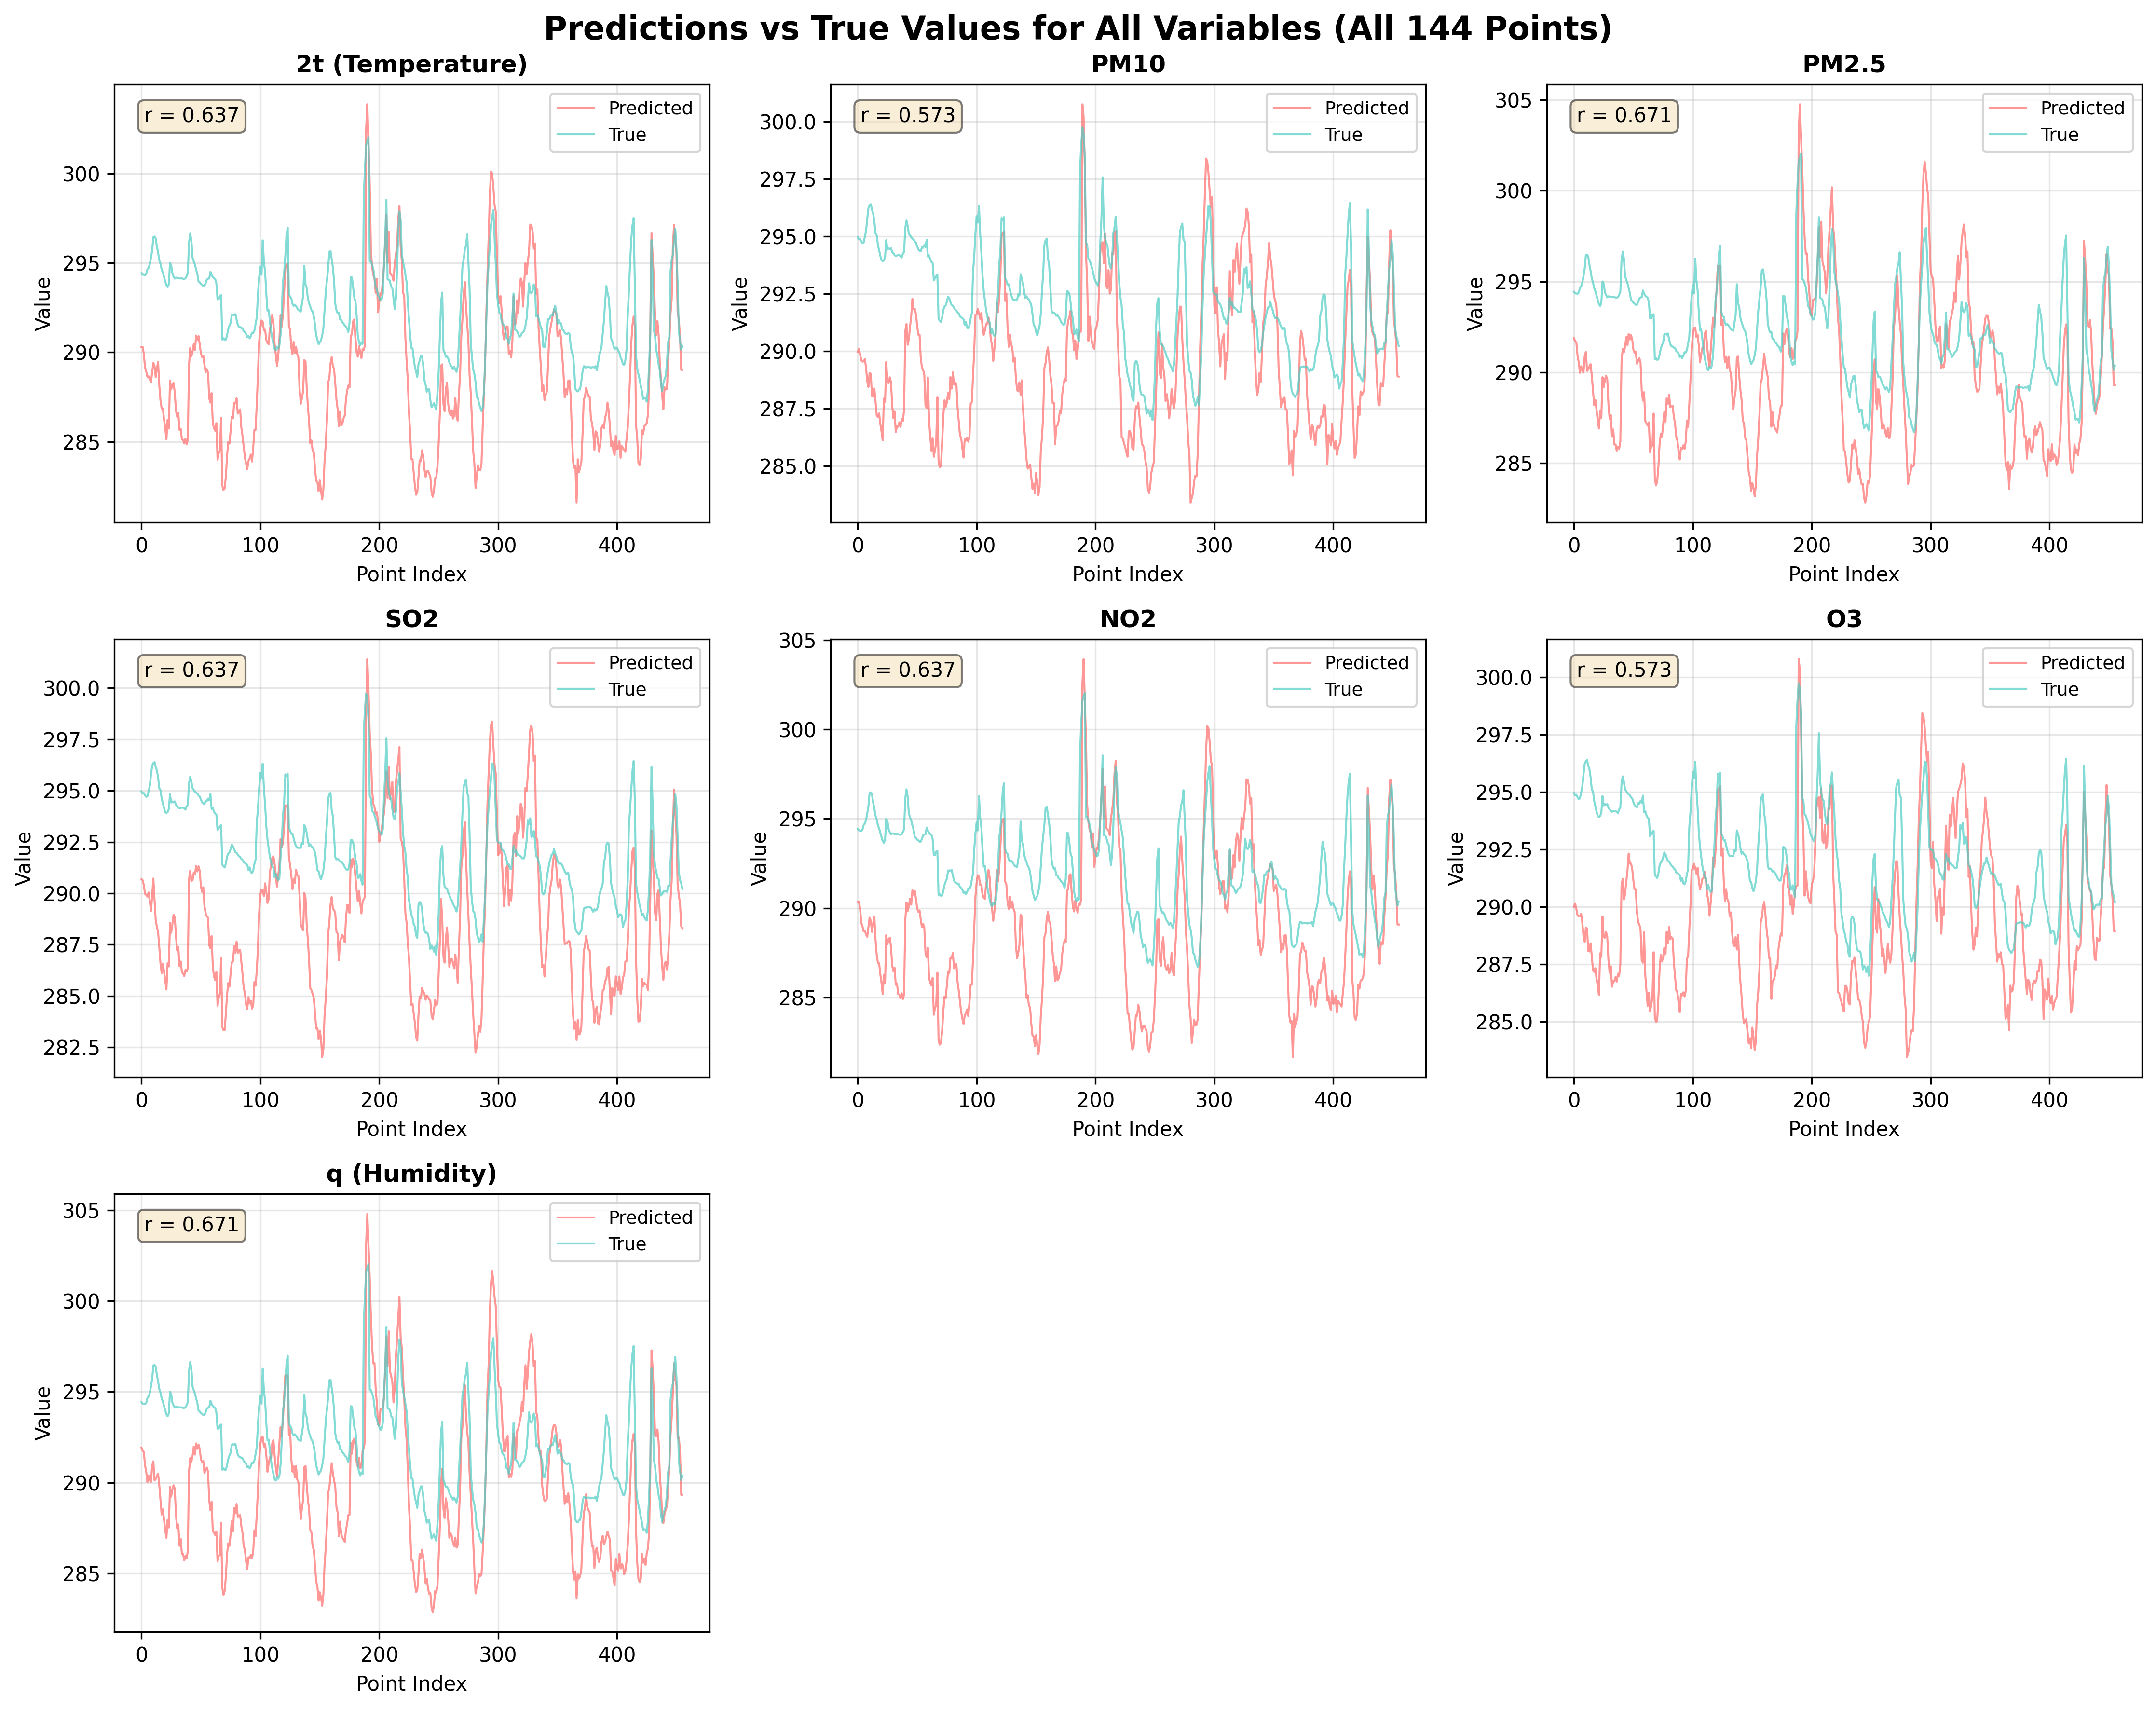 Predictions vs True Values for All Variables (All 144 Points)
2t (Temperature)
r = 0.637
Predicted
True
300
295
290
285
Value
0 100 200 300 400
Point Index
PM10
r = 0.573
Predicted
True
300.0
297.5
295.0
292.5
290.0
287.5
285.0
Value
0 100 200 300 400
Point Index
PM2.5
r = 0.671
Predicted
True
305
300
295
290
285
Value
0 100 200 300 400
Point Index
SO2
r = 0.637
Predicted
True
300.0
297.5
295.0
292.5
290.0
287.5
285.0
282.5
Value
0 100 200 300 400
Point Index
NO2
r = 0.637
Predicted
True
305
300
295
290
285
Value
0 100 200 300 400
Point Index
O3
r = 0.573
Predicted
True
300.0
297.5
295.0
292.5
290.0
287.5
285.0
Value
0 100 200 300 400
Point Index
q (Humidity)
r = 0.671
Predicted
True
305
300
295
290
285
Value
0 100 200 300 400
Point Index